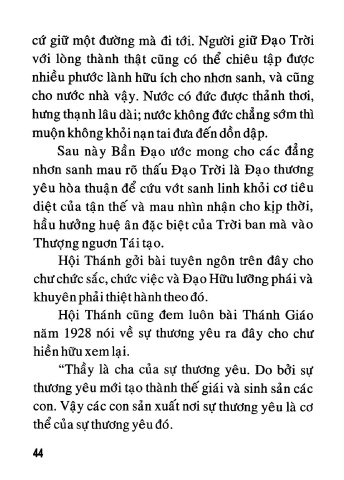 cứ giữ một đường mà đi tới. Người giữ Đạo Trời
với lòng thành thật cũng có thể chiêu tập được
nhiều phước lành hữu ích cho nhơn sanh, và cũng
cho nước nhà vậy. Nước có đức được thảnh thơi,
hưng thạnh lâu dài; nước không đức chẳng sớm thì
muộn không khỏi nạn tai đưa đến dồn dập.
Sau này Bần Đạo ước mong cho các đẳng
nhơn sanh mau rõ thấu Đạo Trời là Đạo thương
yêu hòa thuận để cứu vớt sanh linh khỏi cơ tiêu
diệt của tận thế và mau nhìn nhận cho kịp thời,
hầu hưởng huệ ân đặc biệt của Trời ban mà vào
Thượng nguơn Tái tạo.
Hội Thánh gởi bài tuyên ngôn trên đây cho
chư chức sắc, chức việc và Đạo Hữu lưỡng phái và
khuyên phải thiệt hành theo đó.
Hội Thánh cũng đem luôn bài Thánh Giáo
năm 1928 nói về sự thương yêu ra đây cho chư
hiền hữu xem lại.
“Thầy là cha của sự thương yêu. Do bởi sự
thương yêu mới tạo thành thế giái và sinh sản các
con. Vậy các con sản xuất nơi sự thương yêu là cơ
thể của sự thương yêu đó.
44